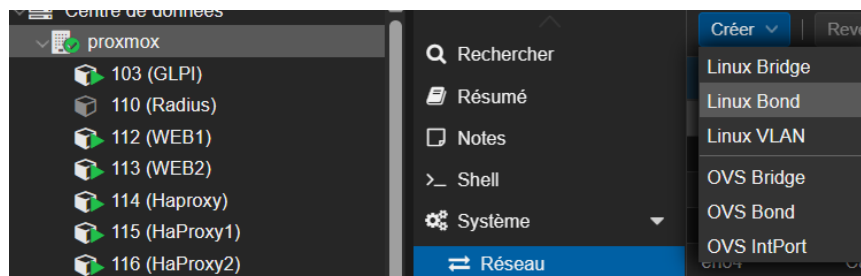 Centre de données
proxmox
103 (GLPI)
110 (Radius)
112 (WEB1)
113 (WEB2)
114 (Haproxy)
115 (HaProxy1)
116 (HaProxy2)
Rechercher
Résumé
Notes
>_ Shell
Système
Réseau
Créer
Linux Bridge
Linux Bond
Linux VLAN
OVS Bridge
OVS Bond
OVS IntPort